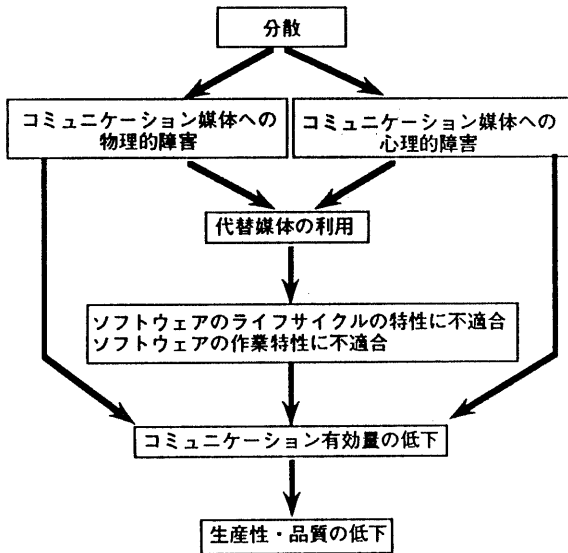 分散
コミュニケーション媒体への
物理的障害
コミュニケーション媒体への
心理的障害
代替媒体の利用
ソフトウェアのライフサイクルの特性に不適合
ソフトウェアの作業特性に不適合
コミュニケーション有効量の低下
生産性・品質の低下